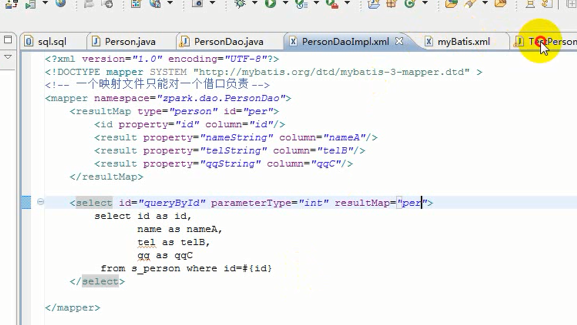 sql.sql Person.java PersonDao.java PersonDaoImpl.xml myBatis.xml
<?xml version="1.0" encoding="UTF-8"?>
<!DOCTYPE mapper SYSTEM "http://mybatis.org/dtd/mybatis-3-mapper.dtd" >
<!-- 一个映射文件只能对一个借口负责 -->
<mapper namespace="zpark.dao.PersonDao">
<resultMap type="person" id="per">
<id property="id" column="id"/>
<result property="nameString" column="nameA"/>
<result property="telString" column="telB"/>
<result property="qqString" column="qqC"/>
</resultMap>
<select id="queryById" parameterType="int" resultMap="per">
select id as id,
name as nameA,
tel as telB,
qq as qqC
from s_person where id=#{id}
</select>
</mapper>